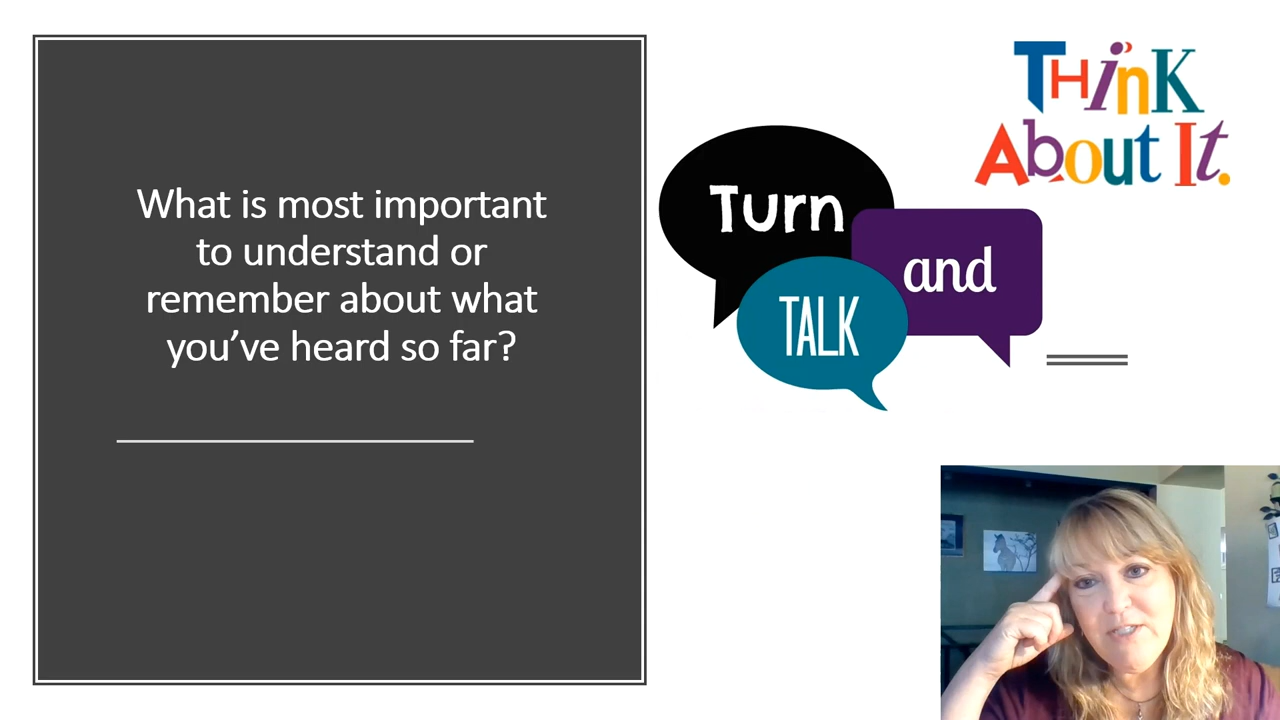 What is most important
to understand or
remember about what
you've heard so far?
Turn
and
TALK
THiNK
About It.